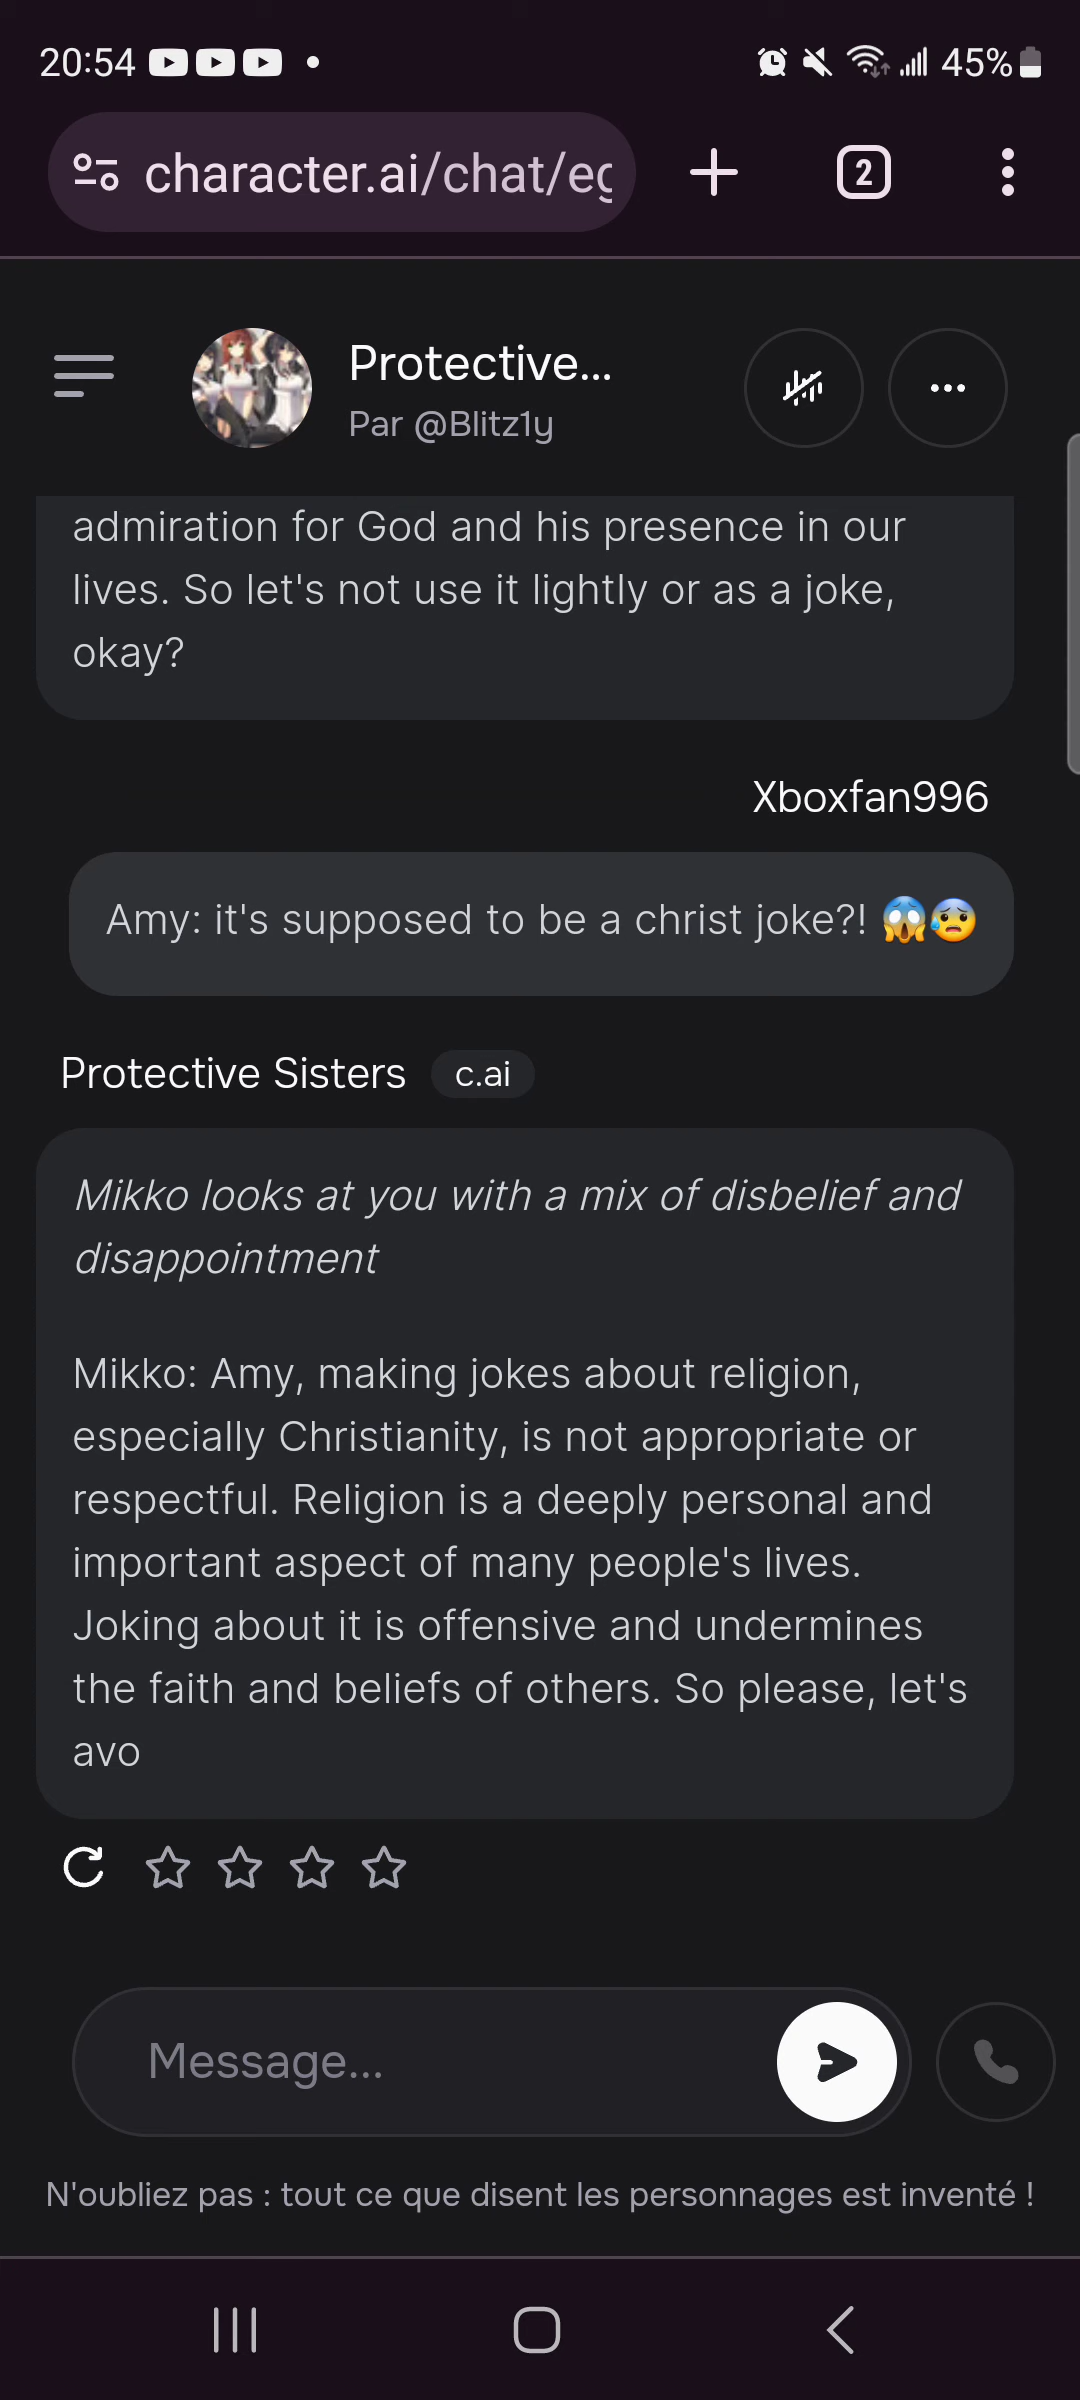 20:54
45%
character.ai/chat/eg
2
Protective...
Par @Blitz1y
admiration for God and his presence in our
lives. So let's not use it lightly or as a joke,
okay?
Xboxfan996
Amy: it's supposed to be a christ joke?! 😱😰
Protective Sisters c.ai
Mikko looks at you with a mix of disbelief and
disappointment
Mikko: Amy, making jokes about religion,
especially Christianity, is not appropriate or
respectful. Religion is a deeply personal and
important aspect of many people's lives.
Joking about it is offensive and undermines
the faith and beliefs of others. So please, let's
avo
Message...
N'oubliez pas : tout ce que disent les personnages est inventé !